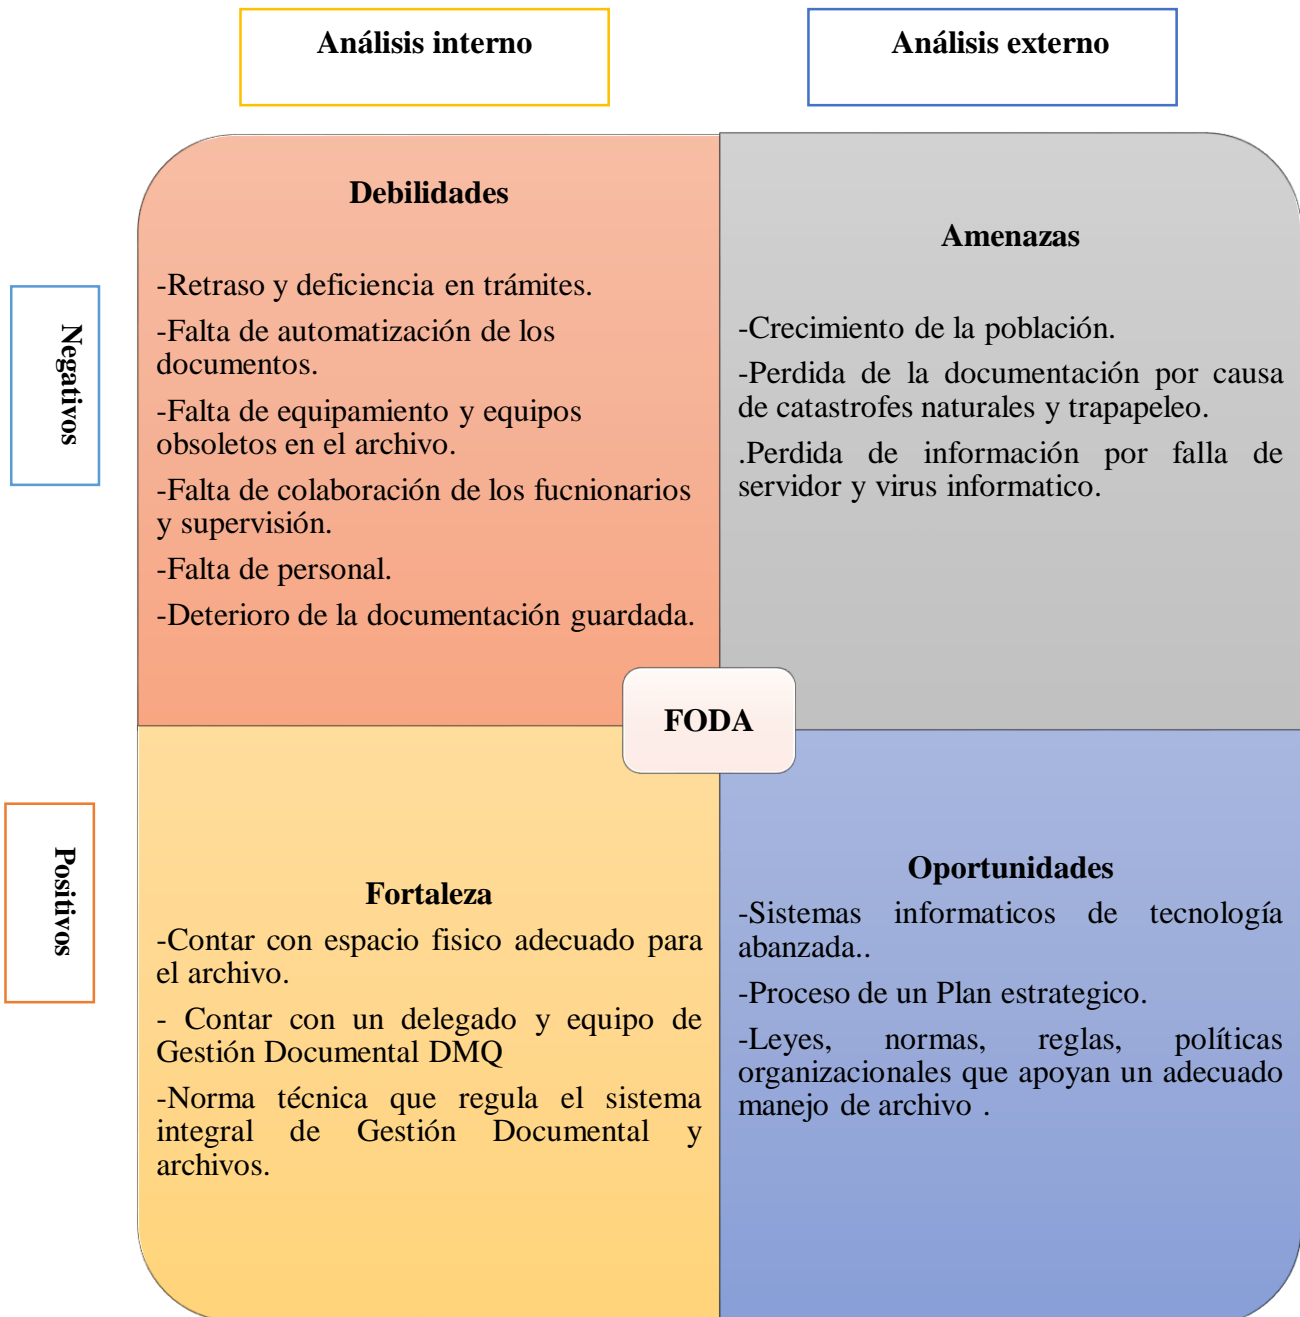 Análisis interno
Análisis externo
Negativos
Debilidades
-Retraso y deficiencia en trámites.
-Falta de automatización de los
documentos.
-Falta de equipamiento y equipos
obsoletos en el archivo.
-Falta de colaboración de los fucnionarios
y supervisión.
-Falta de personal.
-Deterioro de la documentación guardada.
Amenazas
-Crecimiento de la población.
-Perdida de la documentación por causa
de catastrofes naturales y trapapeleo.
.Perdida de información por falla de
servidor y virus informatico.
FODA
Positivos
Fortaleza
-Contar con espacio fisico adecuado para
el archivo.
- Contar con un delegado y equipo de
Gestión Documental DMQ
-Norma técnica que regula el sistema
integral de Gestión Documental y
archivos.
Oportunidades
-Sistemas informaticos de tecnología
abanzada..
-Proceso de un Plan estrategico.
-Leyes, normas, reglas, políticas
organizacionales que apoyan un adecuado
manejo de archivo .